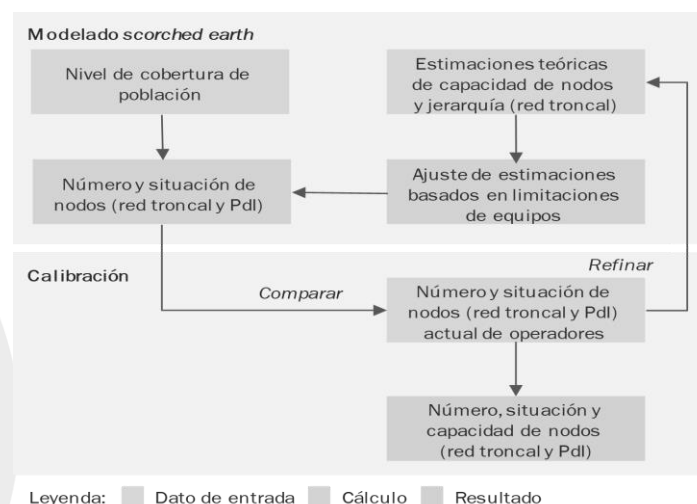 Modelado scorched earth
Nivel de cobertura de
población
Estimaciones teóricas
de capacidad de nodos
y jerarquía (red troncal)
Número y situación de
nodos (red troncal y PdI)
Ajuste de estimaciones
basados en limitaciones
de equipos
Refinar
Calibración
Comparar
Número y situación de
nodos (red troncal y PdI)
actual de operadores
Número, situación y
capacidad de nodos
(red troncal y PdI)
Leyenda: Dato de entrada Cálculo Resultado